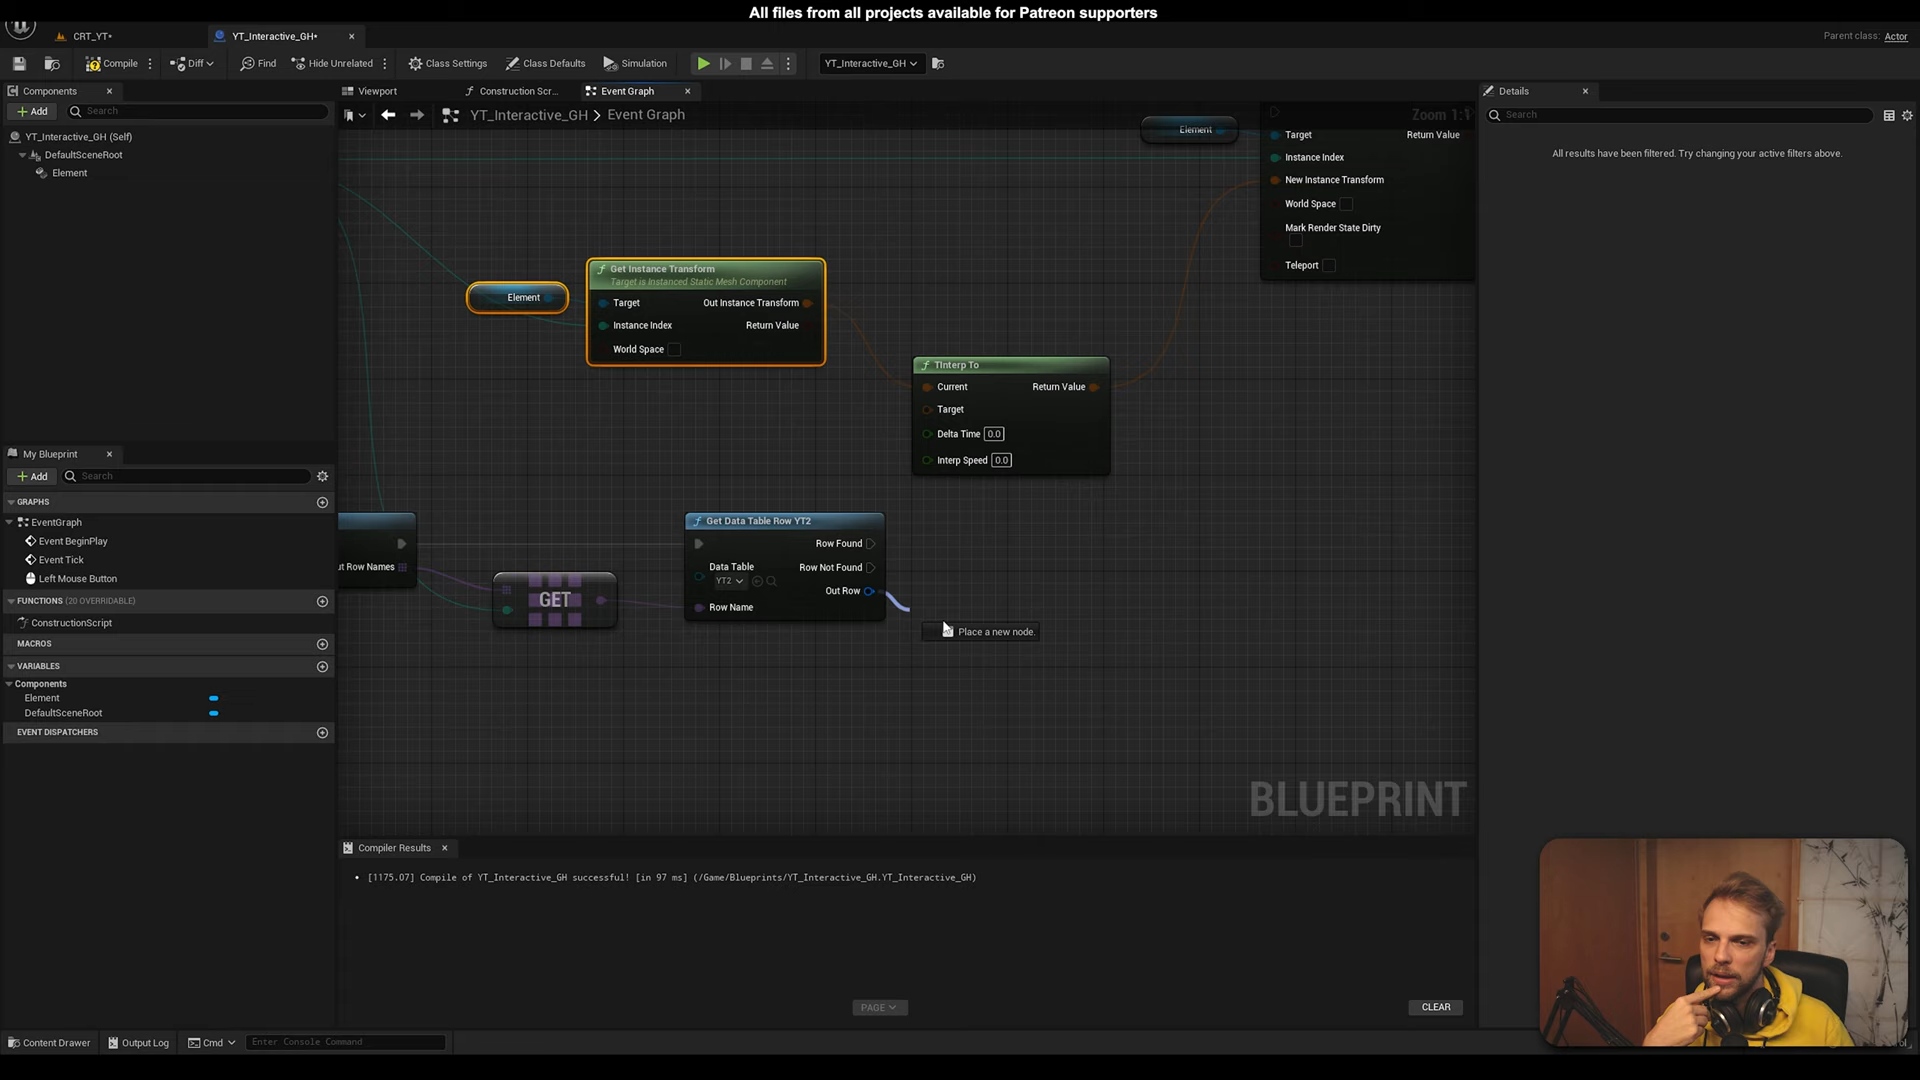 All files from all projects available for Patreon supporters
CRT_YT*
YT_Interactive_GH*
Parent class: Actor
Compile
Diff
Find
Hide Unrelated
Class Settings
Class Defaults
Simulation
YT_Interactive_GH
Components
Viewport
Construction Scr...
Event Graph
Details
Add
Search
YT_Interactive_GH > Event Graph
Zoom 1:1
Search
YT_Interactive_GH (Self)
DefaultSceneRoot
Element
All results have been filtered. Try changing your active filters above.
Element
Target
Return Value
Instance Index
New Instance Transform
World Space
Mark Render State Dirty
Teleport
Get Instance Transform
Target is Instanced Static Mesh Component
Element
Target
Out Instance Transform
Instance Index
Return Value
World Space
TInterp To
Current
Return Value
Target
Delta Time 0.0
Interp Speed 0.0
My Blueprint
Add
Search
GRAPHS
EventGraph
Event BeginPlay
Event Tick
Left Mouse Button
FUNCTIONS (20 OVERRIDABLE)
ConstructionScript
MACROS
VARIABLES
Components
Element
DefaultSceneRoot
EVENT DISPATCHERS
ut Row Names
GET
Get Data Table Row YT2
Row Found
Data Table
YT2
Row Not Found
Out Row
Row Name
Place a new node.
BLUEPRINT
Compiler Results
• [1175.07] Compile of YT_Interactive_GH successful! [in 97 ms] (/Game/Blueprints/YT_Interactive_GH.YT_Interactive_GH)
PAGE
CLEAR
Content Drawer
Output Log
Cmd
Enter Console Command